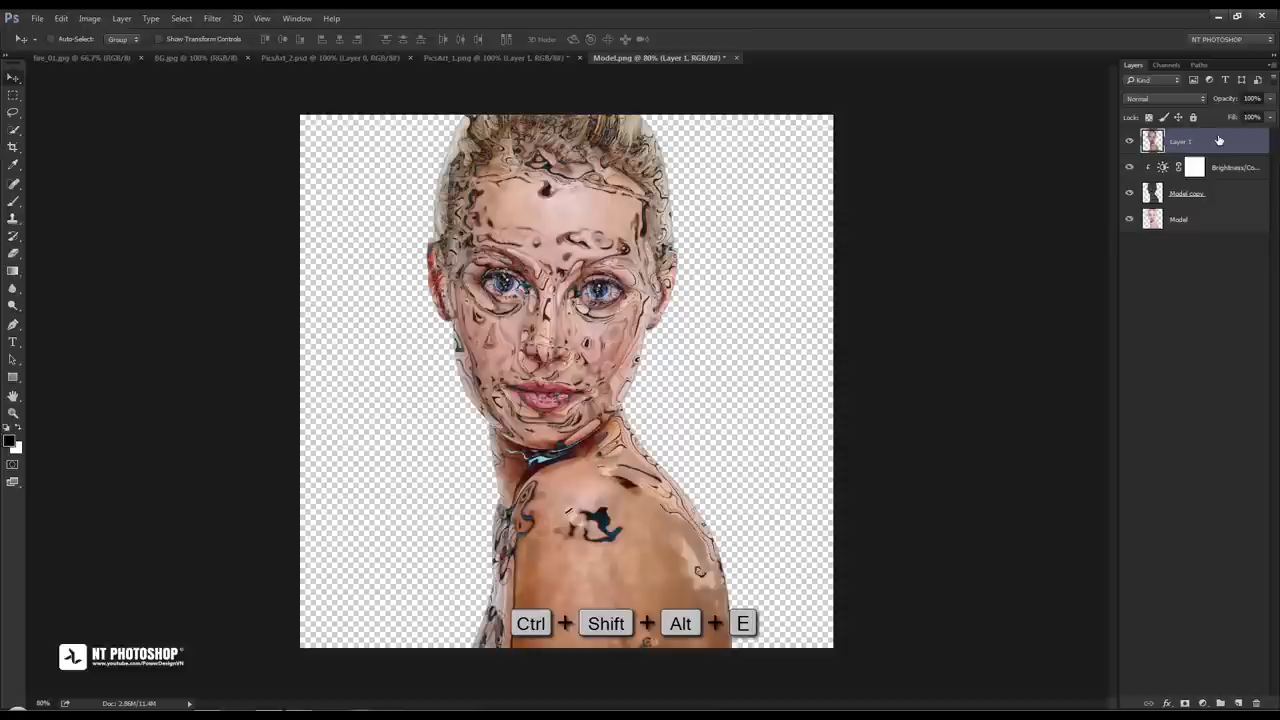 Ps File Edit Image Layer Type Select Filter 3D View Window Help
Auto-Select: Group Show Transform Controls 3D Mode: NT PHOTOSHOP
fire_01.jpg @ 66.7% (RGB/8) × BG.jpg @ 100% (RGB/8) × PicsArt_2.psd @ 100% (Layer 0, RGB/8#) × PicsArt_1.png @ 100% (Layer 1, RGB/8#) * × Model.png @ 80% (Layer 1, RGB/8#) * ×
Layers Channels Paths
Kind
Normal Opacity: 100%
Lock: Fill: 100%
Layer 1
Brightness/Co...
Model copy
Model
Ctrl + Shift + Alt + E
NT PHOTOSHOP
www.youtube.com/PowerDesignVN
80% Doc: 2.86M/11.4M